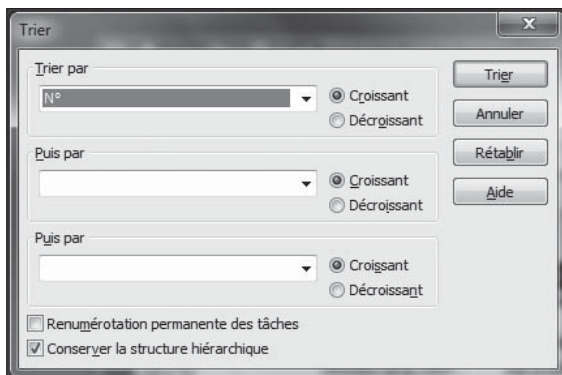 Trier
Trier par
N°
Croissant
Décroissant
Puis par
Croissant
Décroissant
Puis par
Croissant
Décroissant
Renumérotation permanente des tâches
Conserver la structure hiérarchique
Trier
Annuler
Rétablir
Aide